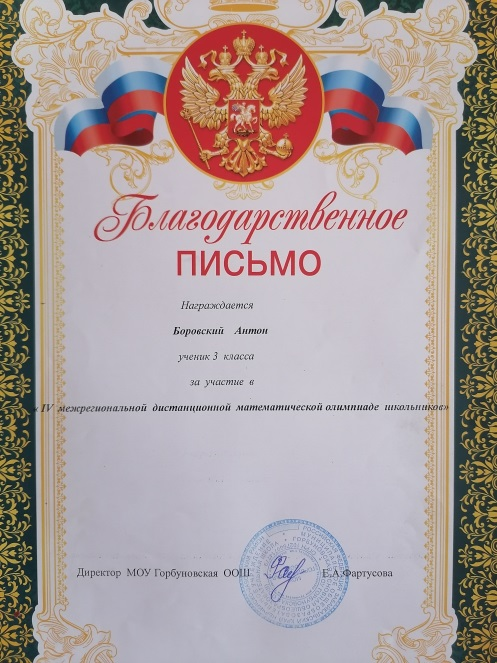 Благодарственное
ПИСЬМО
Награждается
Боровский Антон
ученик 3 класса
за участие в
« IV межрегиональной дистанционной математической олимпиаде школьников»
Директор МОУ Горбуновская ООШ Е.А.Фартусова